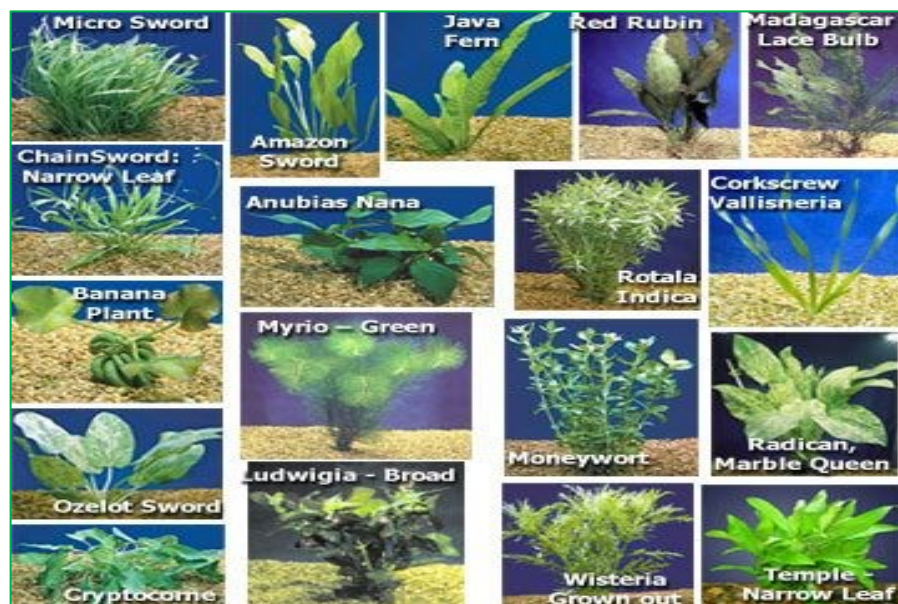 Micro Sword
Java
Fern
Red Rubin
Madagascar
Lace Bulb
Amazon
Sword
ChainSword:
Narrow Leaf
Anubias Nana
Rotala
Indica
Corkscrew
Vallisneria
Banana
Plant
Myrio – Green
Moneywort
Radican,
Marble Queen
Ozelot Sword
Ludwigia - Broad
Cryptocorne
Wisteria
Grown out
Temple -
Narrow Leaf